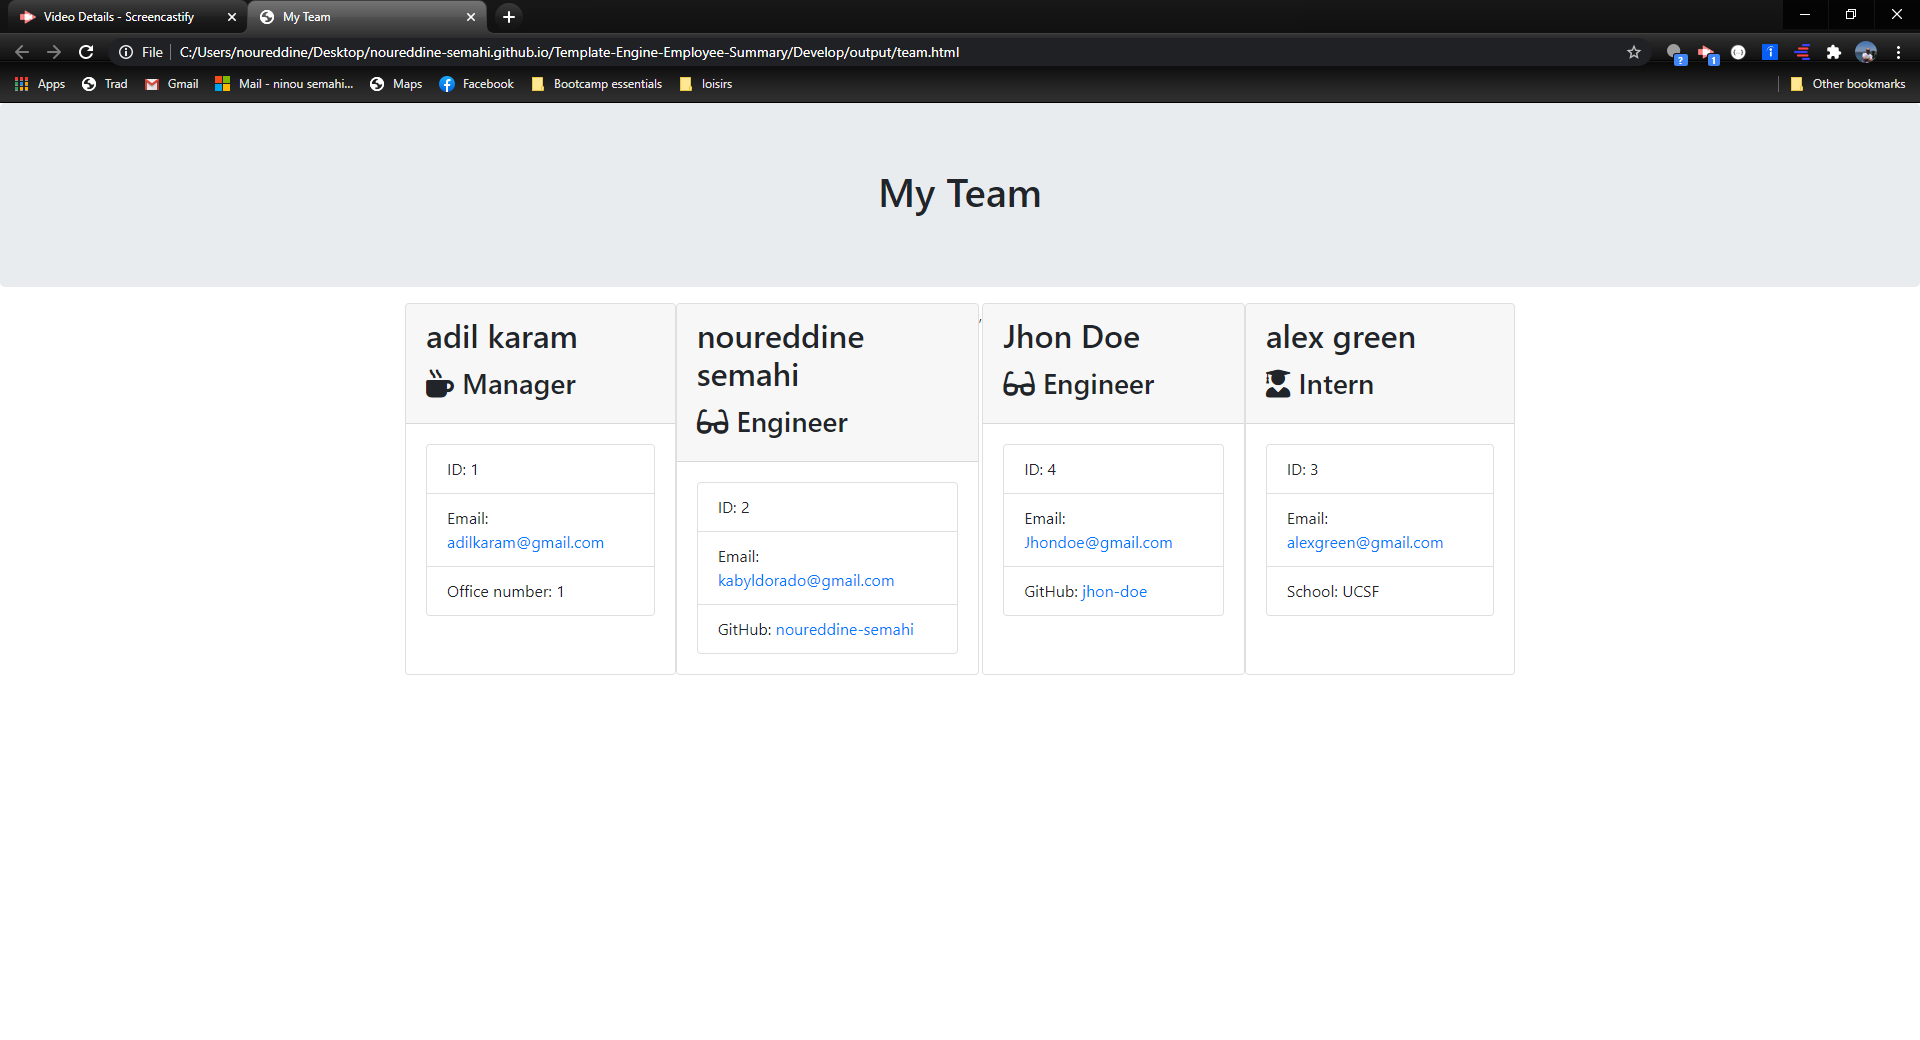 Video Details - Screencastify
My Team
File
C:/Users/noureddine/Desktop/noureddine-semahi.github.io/Template-Engine-Employee-Summary/Develop/output/team.html
?
1
Apps
Trad
Gmail
Mail - ninou semahi...
Maps
Facebook
Bootcamp essentials
loisirs
Other bookmarks
My Team
adil karam
Manager
ID: 1
Email:
adilkaram@gmail.com
Office number: 1
noureddine
semahi
Engineer
ID: 2
Email:
kabyldorado@gmail.com
GitHub: noureddine-semahi
,
Jhon Doe
Engineer
ID: 4
Email:
Jhondoe@gmail.com
GitHub: jhon-doe
alex green
Intern
ID: 3
Email:
alexgreen@gmail.com
School: UCSF